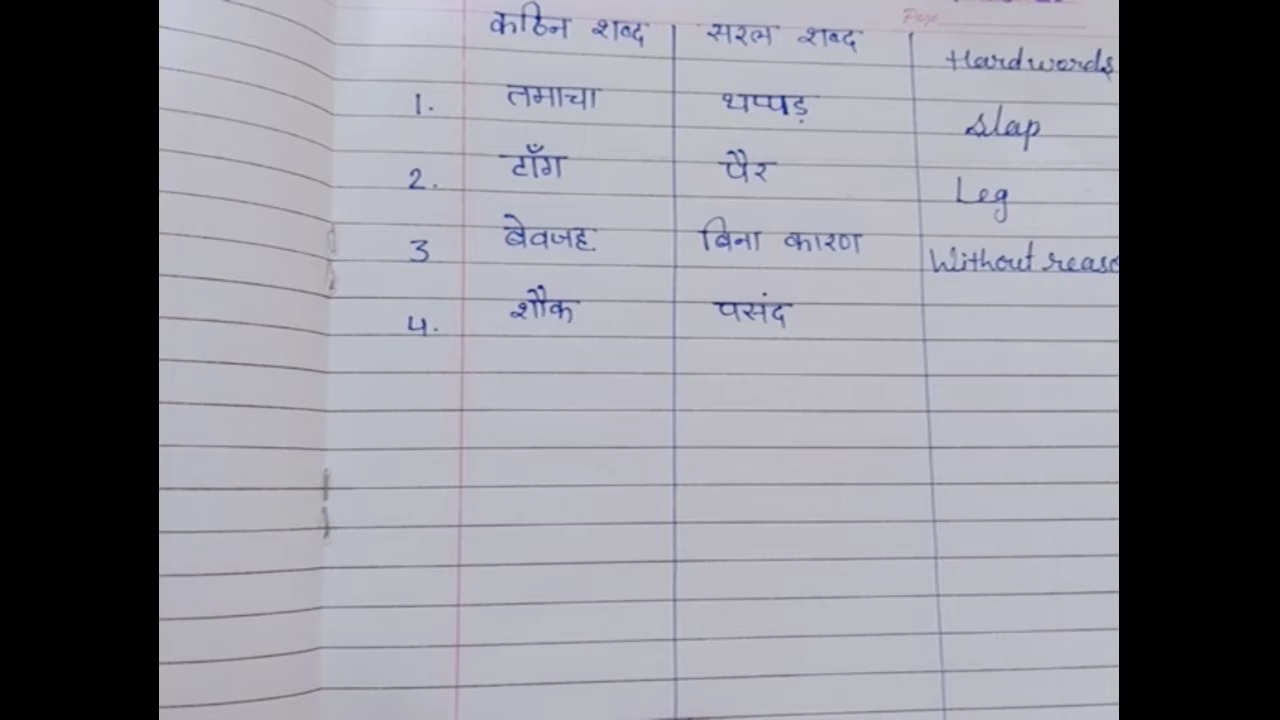 Page
कठिन शब्द सरल शब्द Hardwords
1. तमाचा थप्पड़ slap
2. टाँग पैर Leg
3 बेवजह बिना कारण Without reaso
4. शौक पसंद